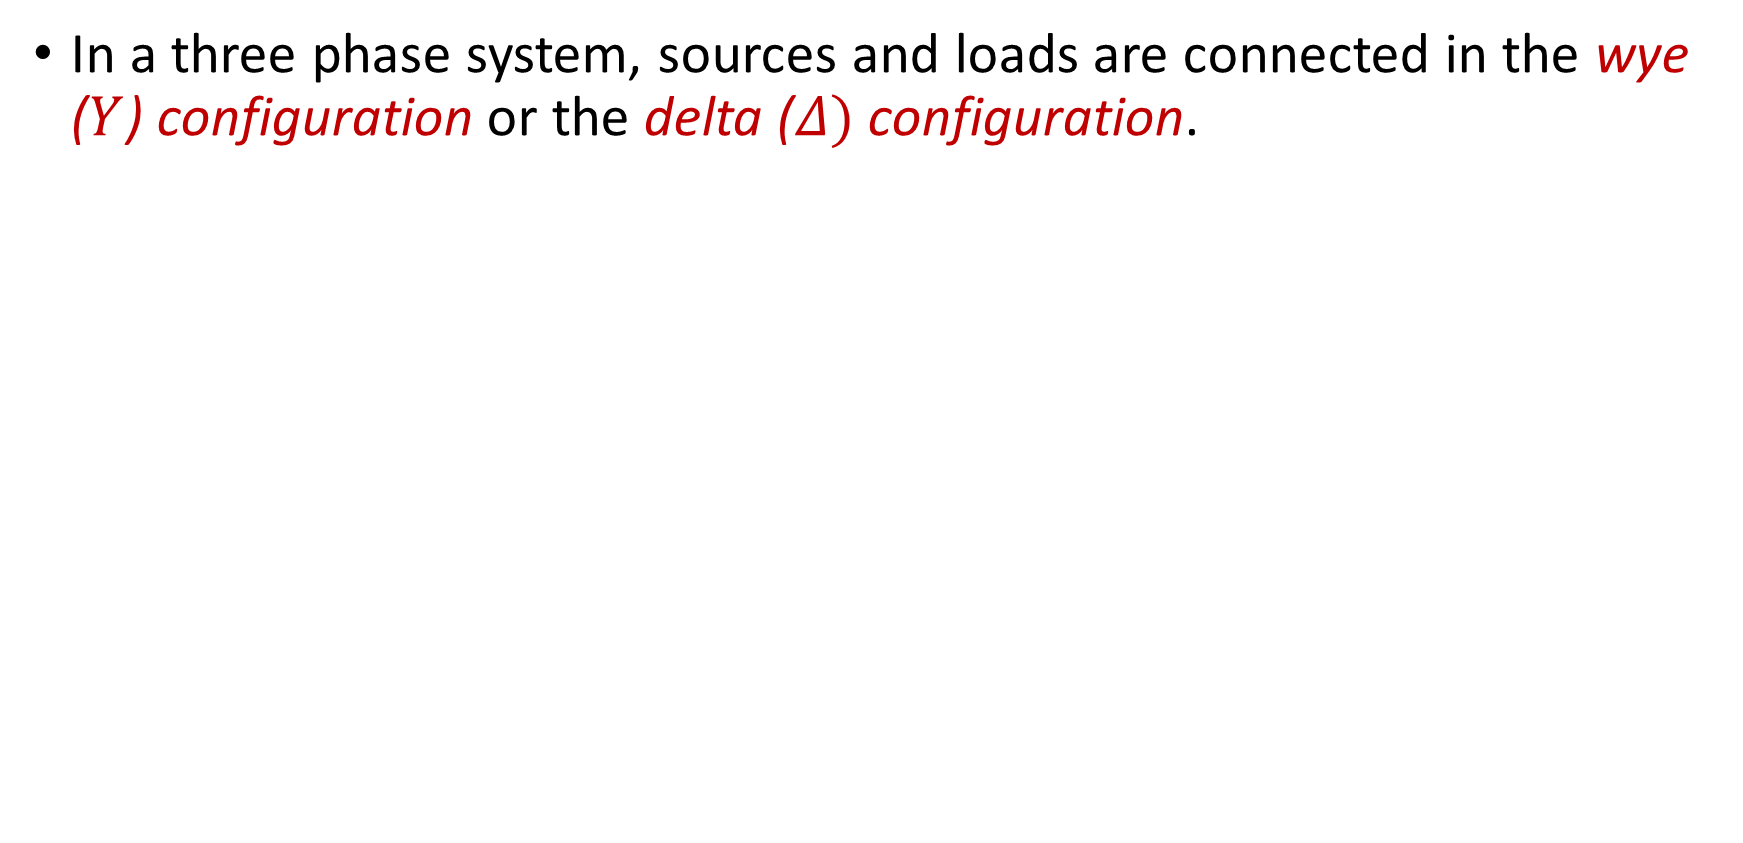 • In a three phase system, sources and loads are connected in the wye
(Y) configuration or the delta (Δ) configuration.